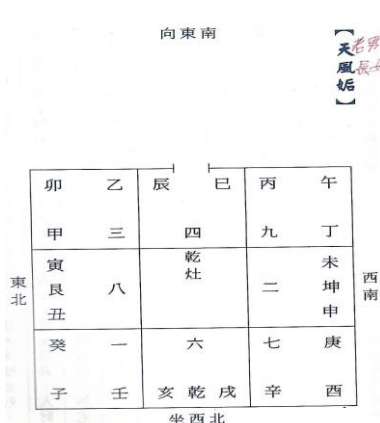 向東南
【天風姤】
老男
長女
卯 乙 辰 巳 丙 午
甲 三 四 九 丁
東北
寅 艮 丑 八
乾灶
二
未 坤 申
西南
癸 一 六 七 庚
子 壬 亥 乾 戌 辛 酉
坐西北